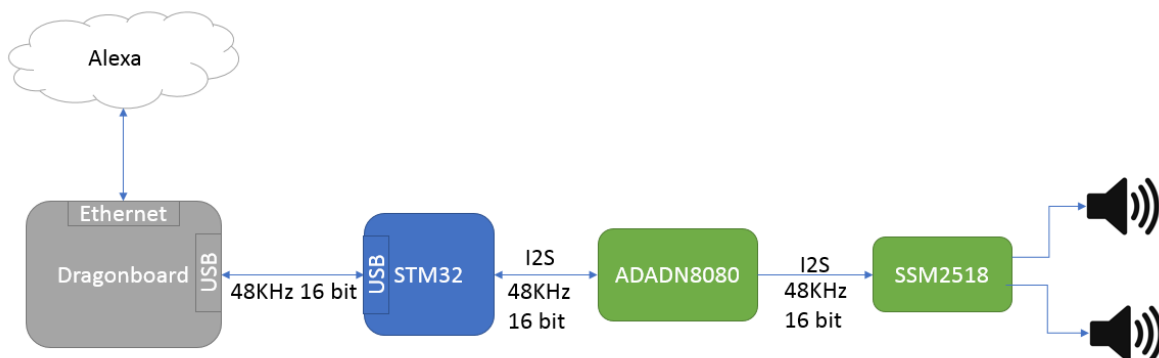 Alexa
Ethernet
Dragonboard
USB
48KHz 16 bit
USB
STM32
I2S
48KHz
16 bit
ADADN8080
I2S
48KHz
16 bit
SSM2518